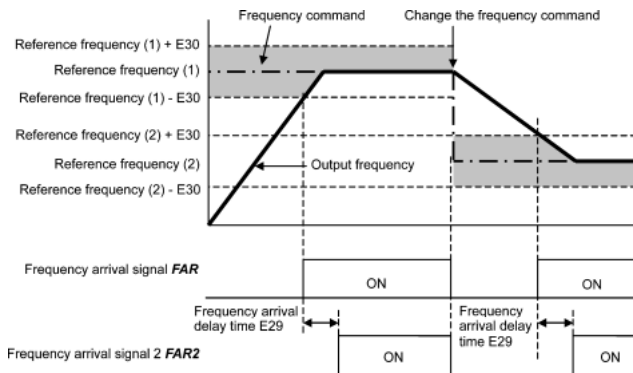 Frequency command
Change the frequency command
Reference frequency (1) + E30
Reference frequency (1)
Reference frequency (1) - E30
Reference frequency (2) + E30
Reference frequency (2)
Reference frequency (2) - E30
Output frequency
Frequency arrival signal FAR
ON
ON
Frequency arrival
delay time E29
Frequency
arrival delay
time E29
Frequency arrival signal 2 FAR2
ON
ON